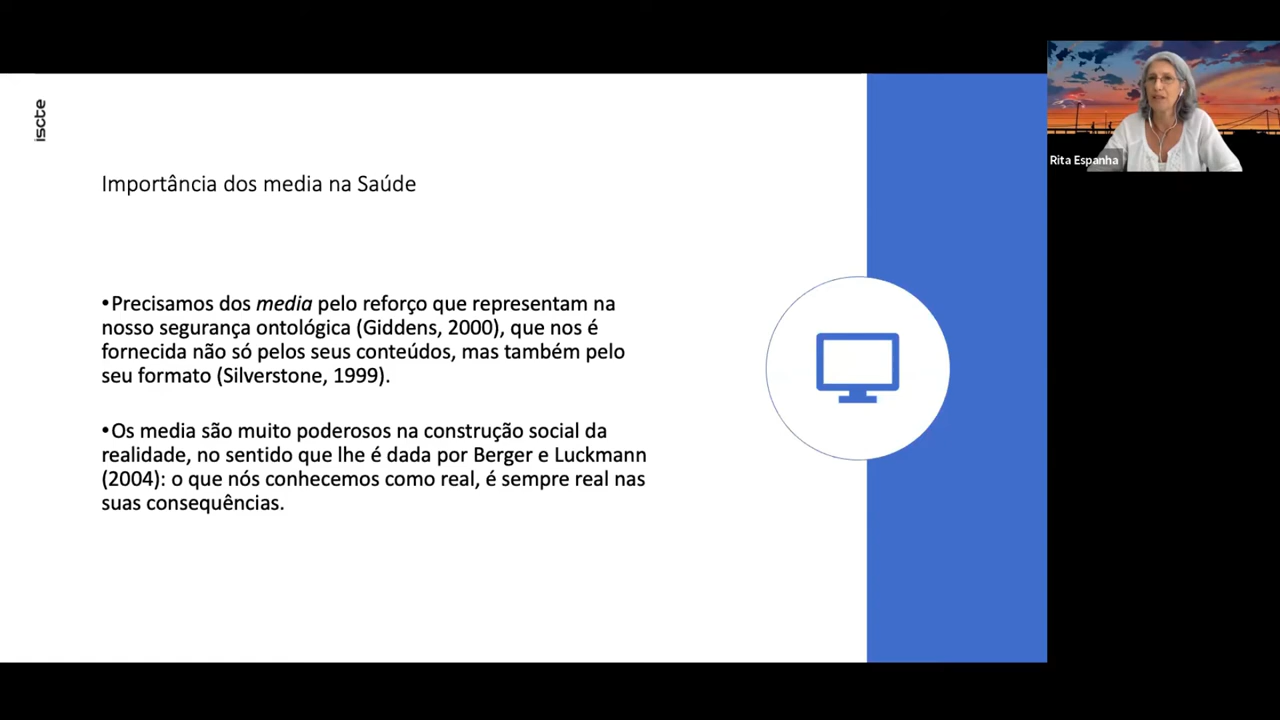 iscte
Importância dos media na Saúde
•Precisamos dos media pelo reforço que representam na
nosso segurança ontológica (Giddens, 2000), que nos é
fornecida não só pelos seus conteúdos, mas também pelo
seu formato (Silverstone, 1999).
•Os media são muito poderosos na construção social da
realidade, no sentido que lhe é dada por Berger e Luckmann
(2004): o que nós conhecemos como real, é sempre real nas
suas consequências.
Rita Espanha